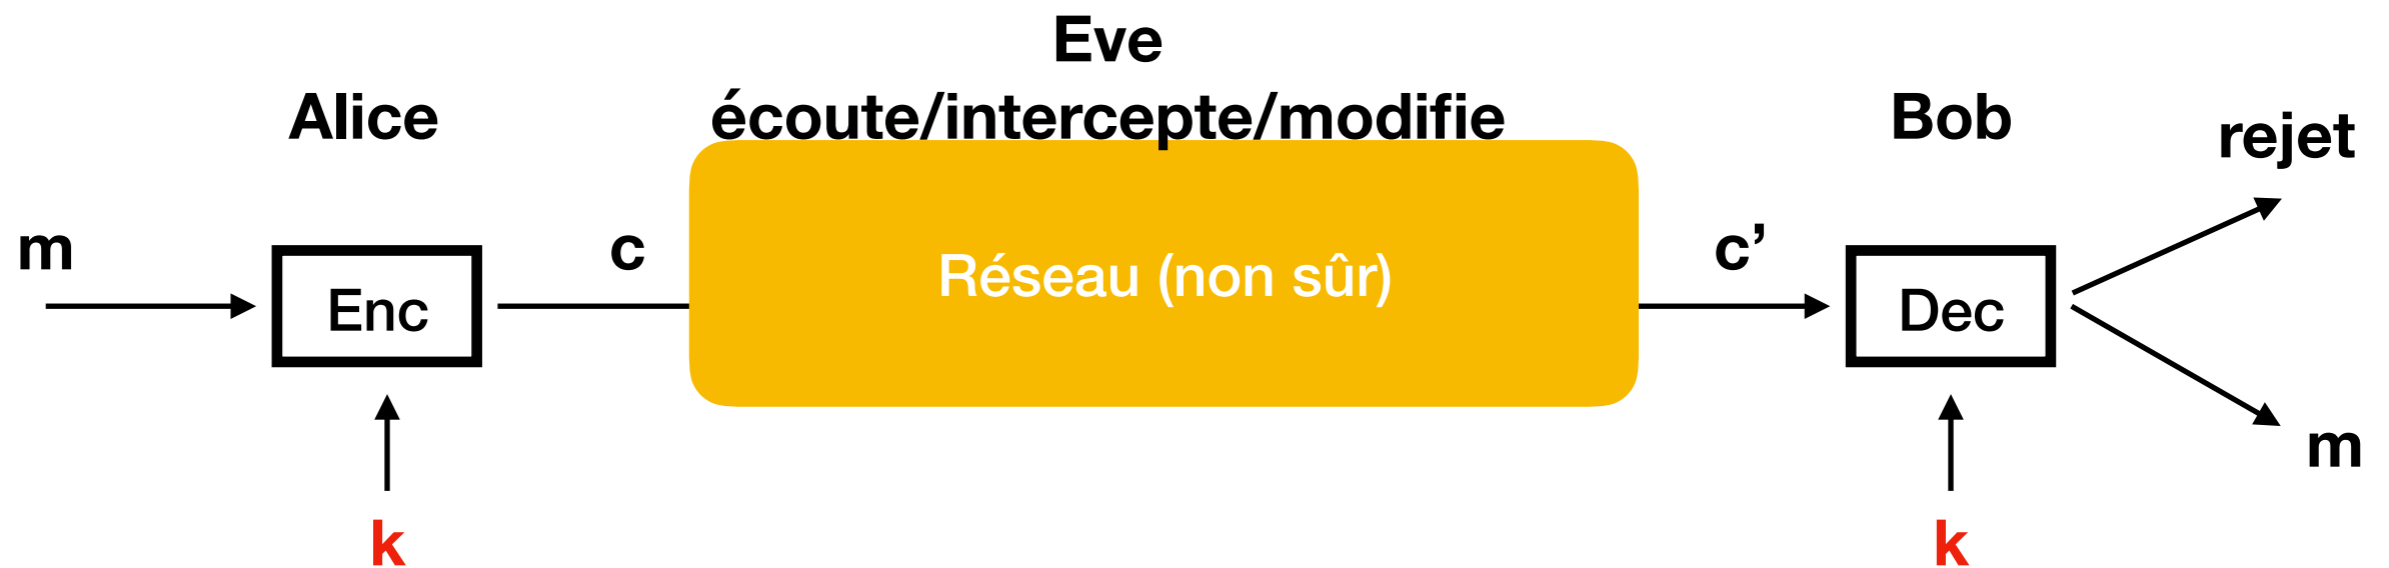 Eve
écoute/intercepte/modifie
Alice
Bob
rejet
m
Enc
c
Réseau (non sûr)
c’
Dec
m
k
k